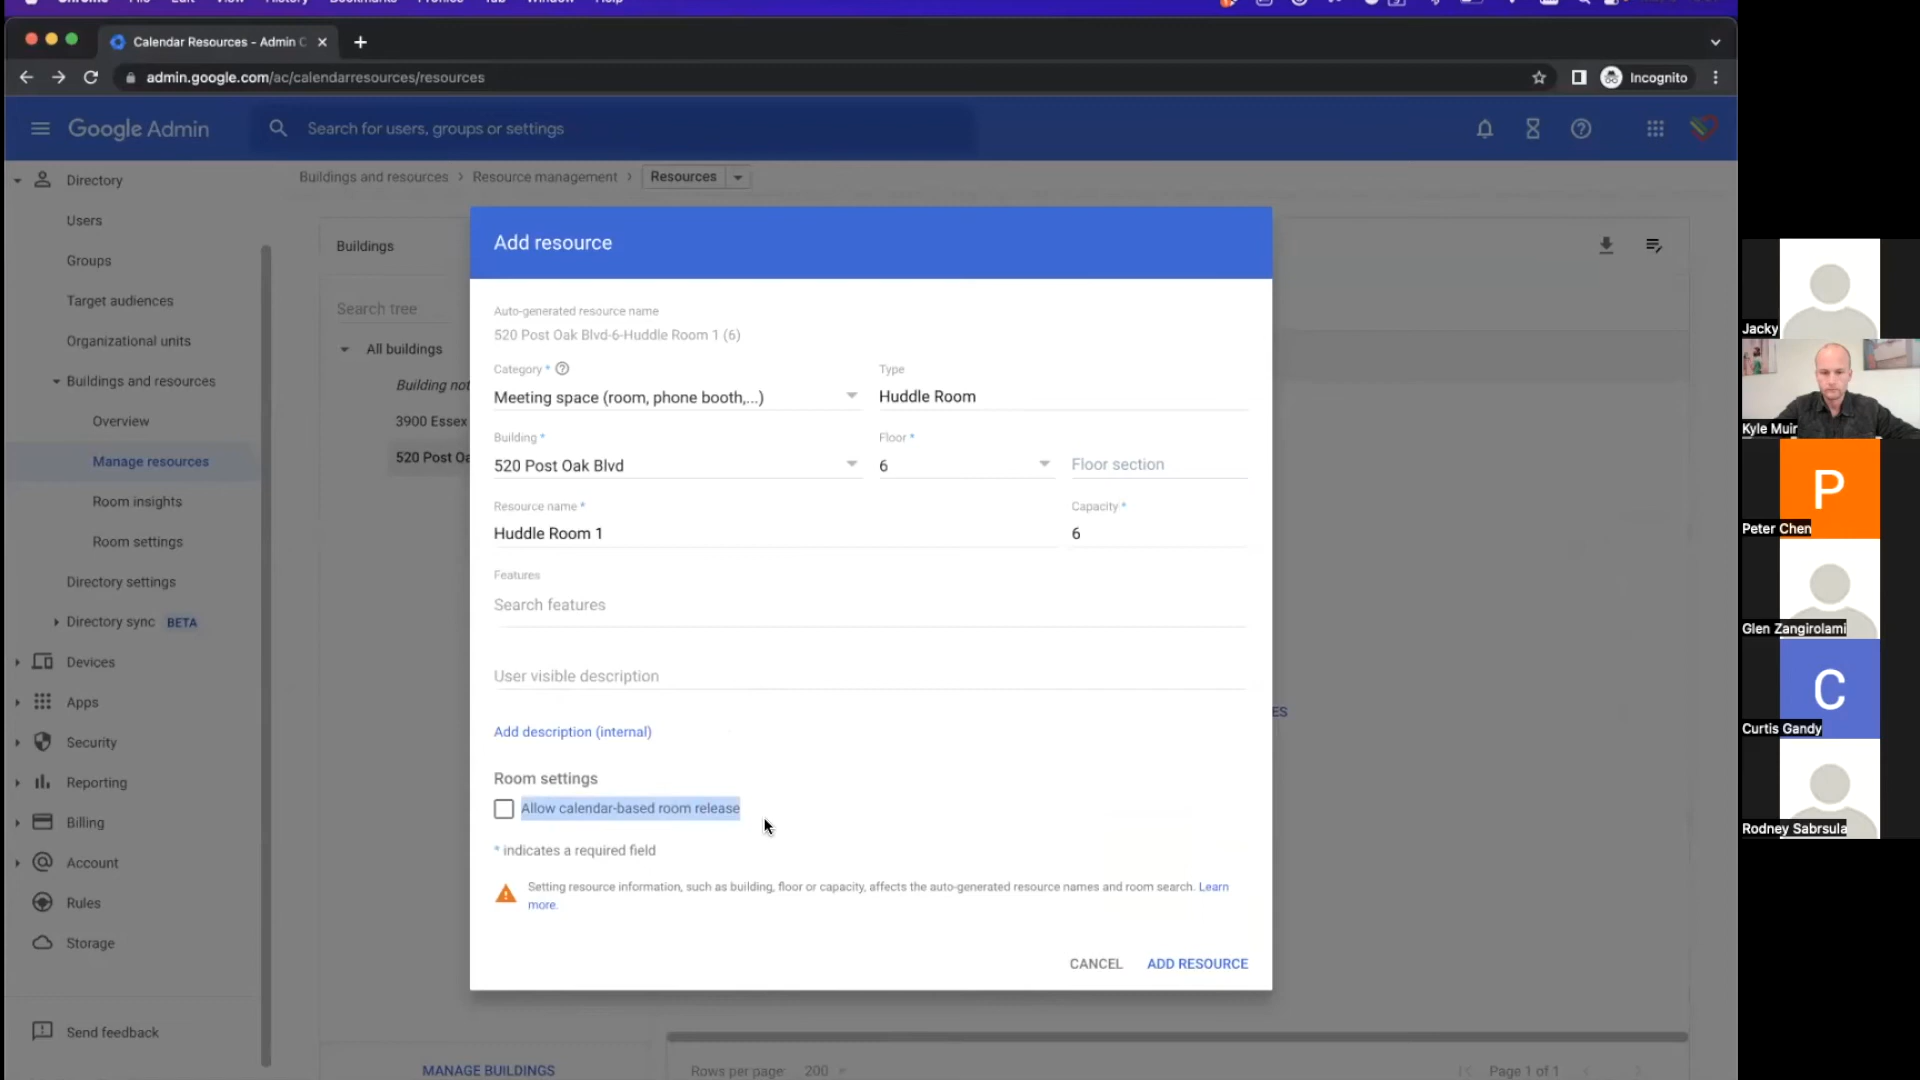 Calendar Resources - Admin C
admin.google.com/ac/calendarresources/resources
Incognito
Google Admin
Search for users, groups or settings
Directory
Users
Groups
Target audiences
Organizational units
Buildings and resources
Overview
Manage resources
Room insights
Room settings
Directory settings
Directory sync BETA
Devices
Apps
Security
Reporting
Billing
Account
Rules
Storage
Send feedback
Buildings and resources > Resource management > Resources
Buildings
Search tree
All buildings
Building not
3900 Essex
520 Post Oa
MANAGE BUILDINGS
Add resource
Auto-generated resource name
520 Post Oak Blvd-6-Huddle Room 1 (6)
Category *
Type
Meeting space (room, phone booth,...)
Huddle Room
Building *
Floor *
520 Post Oak Blvd
6
Floor section
Resource name *
Capacity *
Huddle Room 1
6
Features
Search features
User visible description
Add description (internal)
Room settings
Allow calendar-based room release
* indicates a required field
Setting resource information, such as building, floor or capacity, affects the auto-generated resource names and room search. Learn
more.
CANCEL
ADD RESOURCE
ES
Rows per page: 200
Page 1 of 1
Jacky
Kyle Muir
P
Peter Chen
Glen Zangirolami
C
Curtis Gandy
Rodney Sabrsula